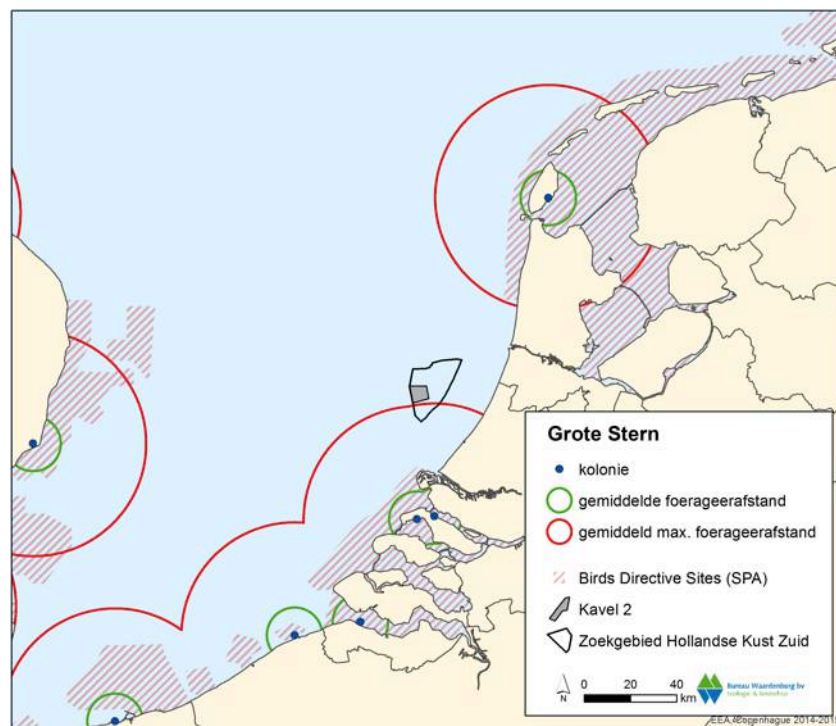 Grote Stern
kolonie
gemiddelde foerageerafstand
gemiddeld max. foerageerafstand
Birds Directive Sites (SPA)
Kavel 2
Zoekgebied Hollandse Kust Zuid
N
0 20 40
km
Bureau Waardenburg bv